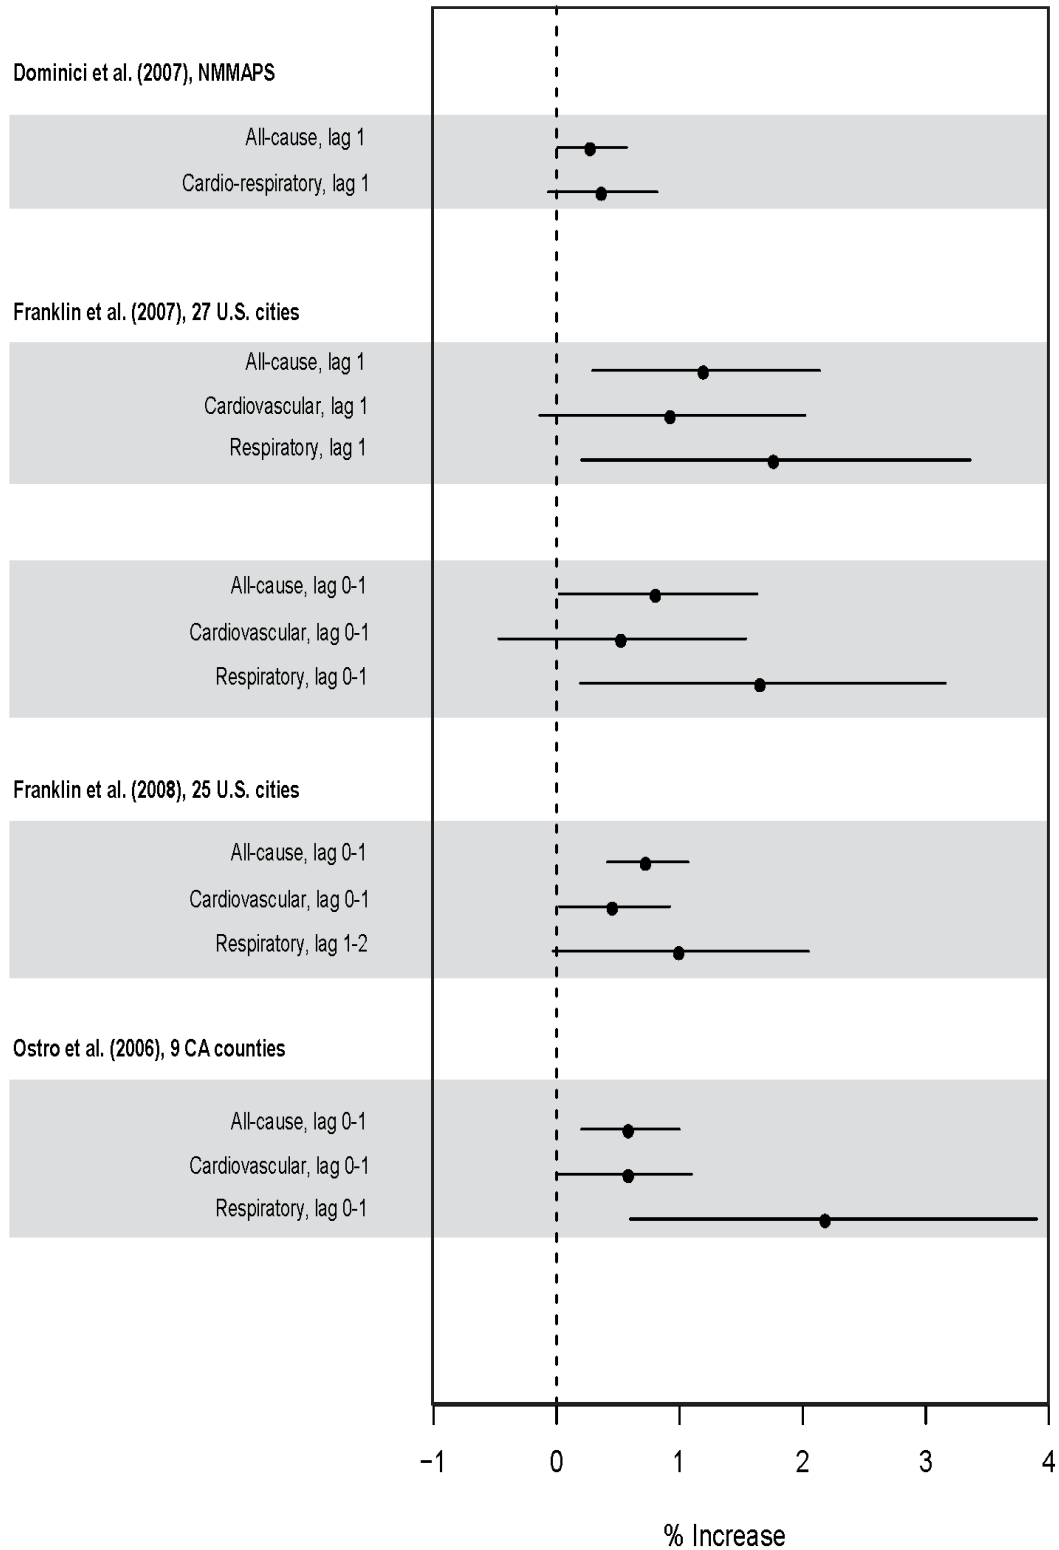 Dominici et al. (2007), NMMAPS
All-cause, lag 1
Cardio-respiratory, lag 1
Franklin et al. (2007), 27 U.S. cities
All-cause, lag 1
Cardiovascular, lag 1
Respiratory, lag 1
All-cause, lag 0-1
Cardiovascular, lag 0-1
Respiratory, lag 0-1
Franklin et al. (2008), 25 U.S. cities
All-cause, lag 0-1
Cardiovascular, lag 0-1
Respiratory, lag 1-2
Ostro et al. (2006), 9 CA counties
All-cause, lag 0-1
Cardiovascular, lag 0-1
Respiratory, lag 0-1
−1 0 1 2 3 4
% Increase